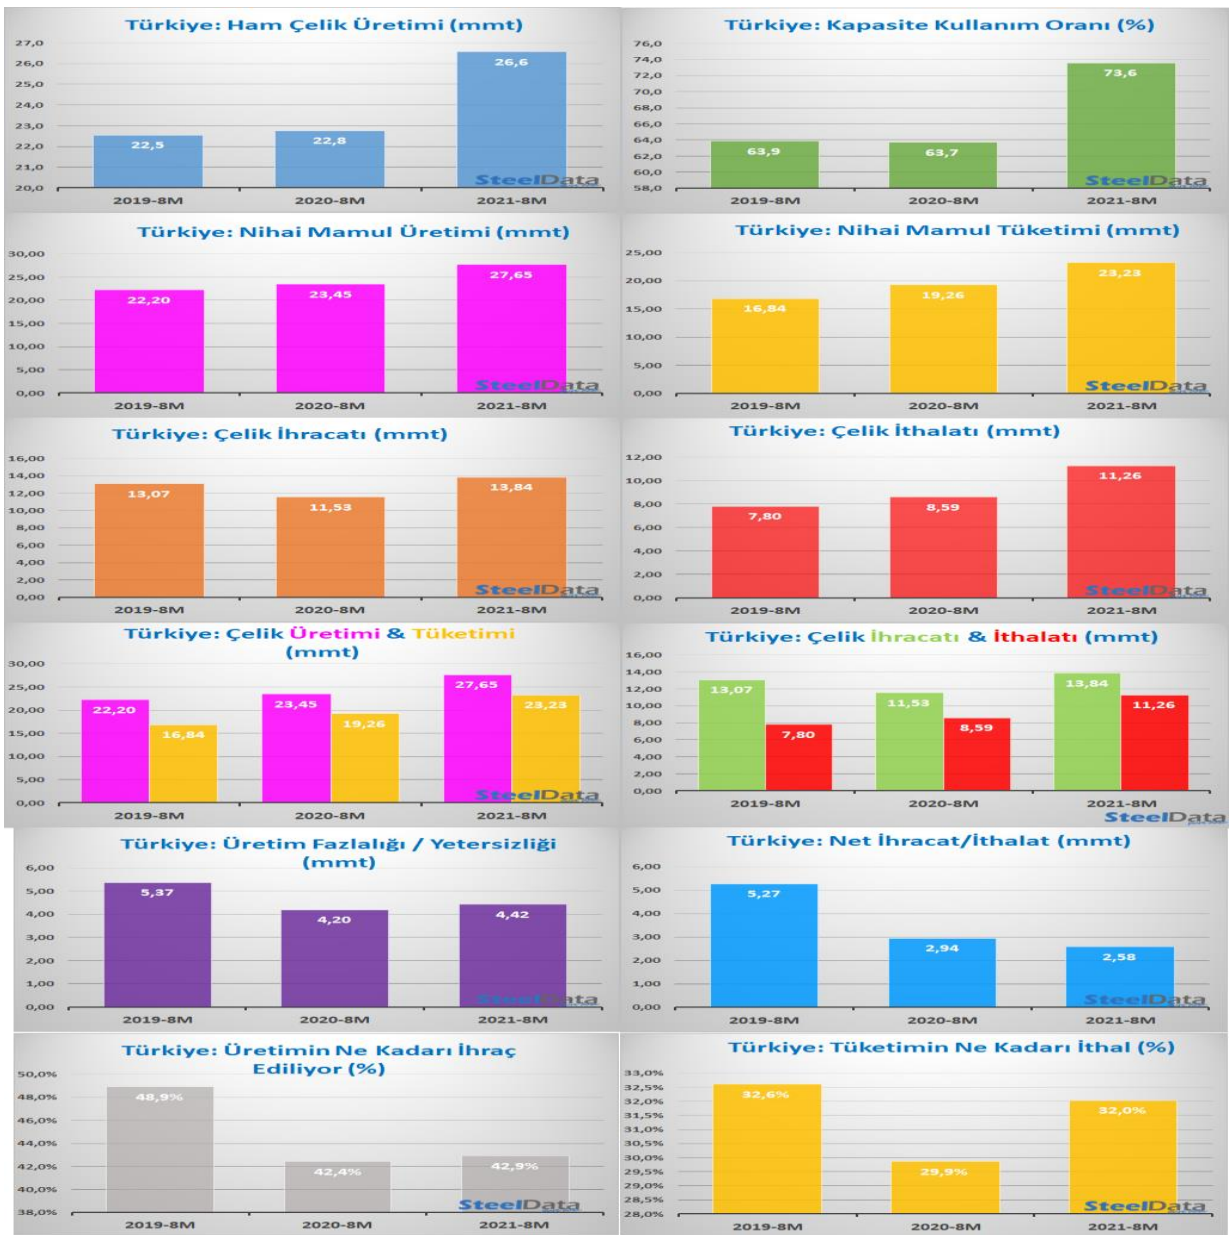 Türkiye: Ham Çelik Üretimi (mmt)
27,0
26,0
25,0
24,0
23,0
22,0
21,0
20,0
22,5
22,8
26,6
2019-8M
2020-8M
2021-8M
SteelData
Türkiye: Kapasite Kullanım Oranı (%)
76,0
74,0
72,0
70,0
68,0
66,0
64,0
62,0
60,0
58,0
63,9
63,7
73,6
2019-8M
2020-8M
2021-8M
SteelData
Türkiye: Nihai Mamul Üretimi (mmt)
30,00
25,00
20,00
15,00
10,00
5,00
0,00
22,20
23,45
27,65
2019-8M
2020-8M
2021-8M
SteelData
Türkiye: Nihai Mamul Tüketimi (mmt)
25,00
20,00
15,00
10,00
5,00
0,00
16,84
19,26
23,23
2019-8M
2020-8M
2021-8M
SteelData
Türkiye: Çelik İhracatı (mmt)
16,00
14,00
12,00
10,00
8,00
6,00
4,00
2,00
0,00
13,07
11,53
13,84
2019-8M
2020-8M
2021-8M
SteelData
Türkiye: Çelik İthalatı (mmt)
12,00
10,00
8,00
6,00
4,00
2,00
0,00
7,80
8,59
11,26
2019-8M
2020-8M
2021-8M
SteelData
Türkiye: Çelik Üretimi & Tüketimi
(mmt)
30,00
25,00
20,00
15,00
10,00
5,00
0,00
22,20
16,84
23,45
19,26
27,65
23,23
2019-8M
2020-8M
2021-8M
SteelData
Türkiye: Çelik İhracatı & İthalatı (mmt)
16,00
14,00
12,00
10,00
8,00
6,00
4,00
2,00
0,00
13,07
7,80
11,53
8,59
13,84
11,26
2019-8M
2020-8M
2021-8M
SteelData
Türkiye: Üretim Fazlalığı / Yetersizliği
(mmt)
6,00
5,00
4,00
3,00
2,00
1,00
0,00
5,37
4,20
4,42
2019-8M
2020-8M
2021-8M
SteelData
Türkiye: Net İhracat/İthalat (mmt)
6,00
5,00
4,00
3,00
2,00
1,00
0,00
5,27
2,94
2,58
2019-8M
2020-8M
2021-8M
SteelData
Türkiye: Üretimin Ne Kadarı İhraç
Ediliyor (%)
50,0%
48,0%
46,0%
44,0%
42,0%
40,0%
38,0%
48,9%
42,4%
42,9%
2019-8M
2020-8M
2021-8M
SteelData
Türkiye: Tüketimin Ne Kadarı İthal (%)
33,0%
32,5%
32,0%
31,5%
31,0%
30,5%
30,0%
29,5%
29,0%
28,5%
28,0%
32,6%
29,9%
32,0%
2019-8M
2020-8M
2021-8M
SteelData